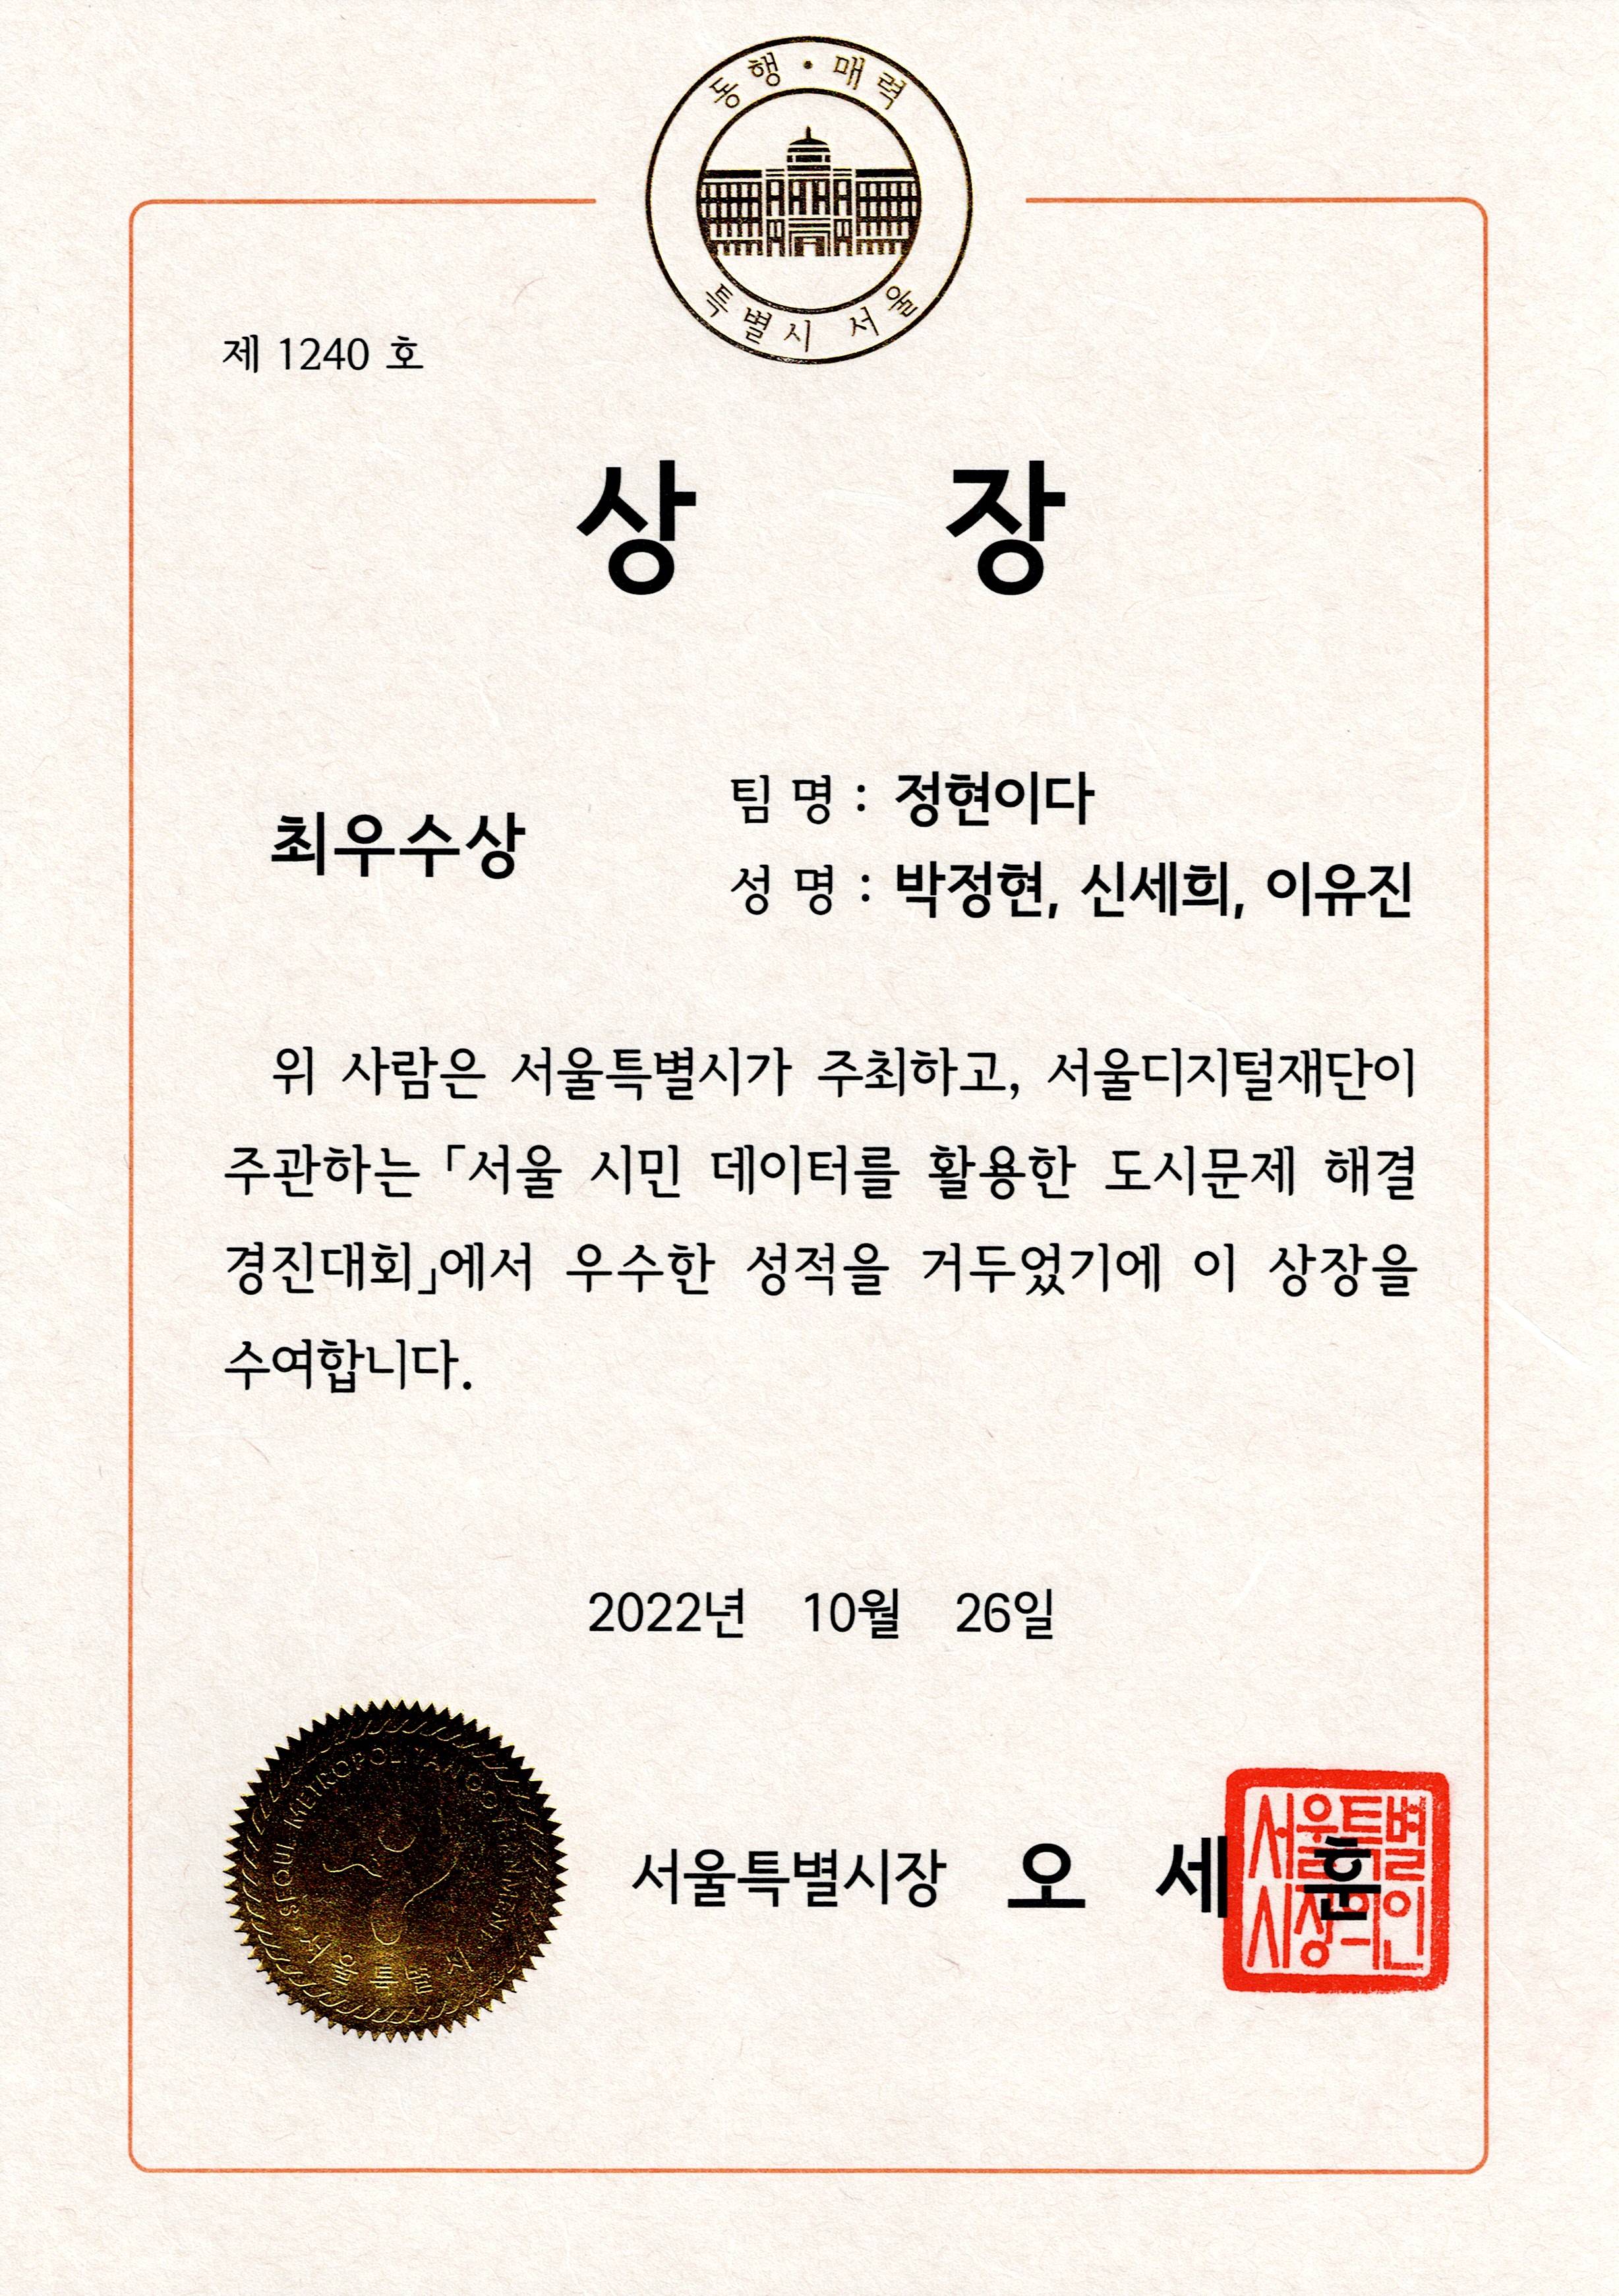 동행·매력
특별시 서울
제 1240 호
상 장
최우수상
팀 명 : 정현이다
성 명 : 박정현, 신세희, 이유진
위 사람은 서울특별시가 주최하고, 서울디지털재단이
주관하는 「서울 시민 데이터를 활용한 도시문제 해결
경진대회」에서 우수한 성적을 거두었기에 이 상장을
수여합니다.
2022년 10월 26일
SEOUL METROPOLITAN GOVERNMENT
서울특별시
서울특별시장 오 세 훈
서울특별
시장의인